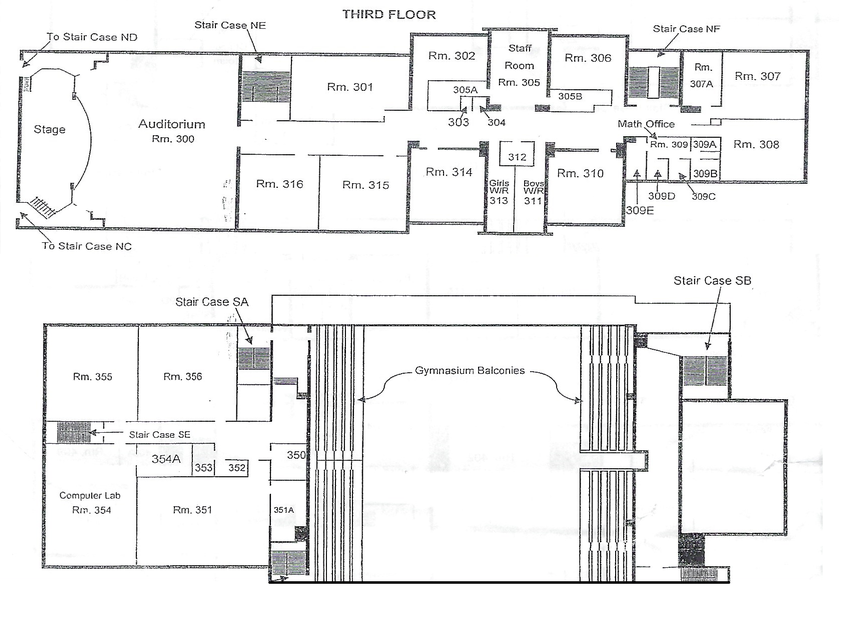 THIRD FLOOR
To Stair Case ND
Stair Case NE
Stair Case NF
Rm. 302
Staff
Room
Rm. 305
Rm. 306
Rm.
307A
Rm. 307
Rm. 301
305A
305B
303
304
Stage
Auditorium
Rm. 300
Math Office
Rm. 309
309A
Rm. 308
312
Rm. 316
Rm. 315
Rm. 314
Girls
W/R
313
Boys
W/R
311
Rm. 310
309B
309E
309D
309C
To Stair Case NC
Stair Case SA
Stair Case SB
Rm. 355
Rm. 356
Gymnasium Balconies
Stair Case SE
354A
353
352
350
Computer Lab
Rm. 354
Rm. 351
351A